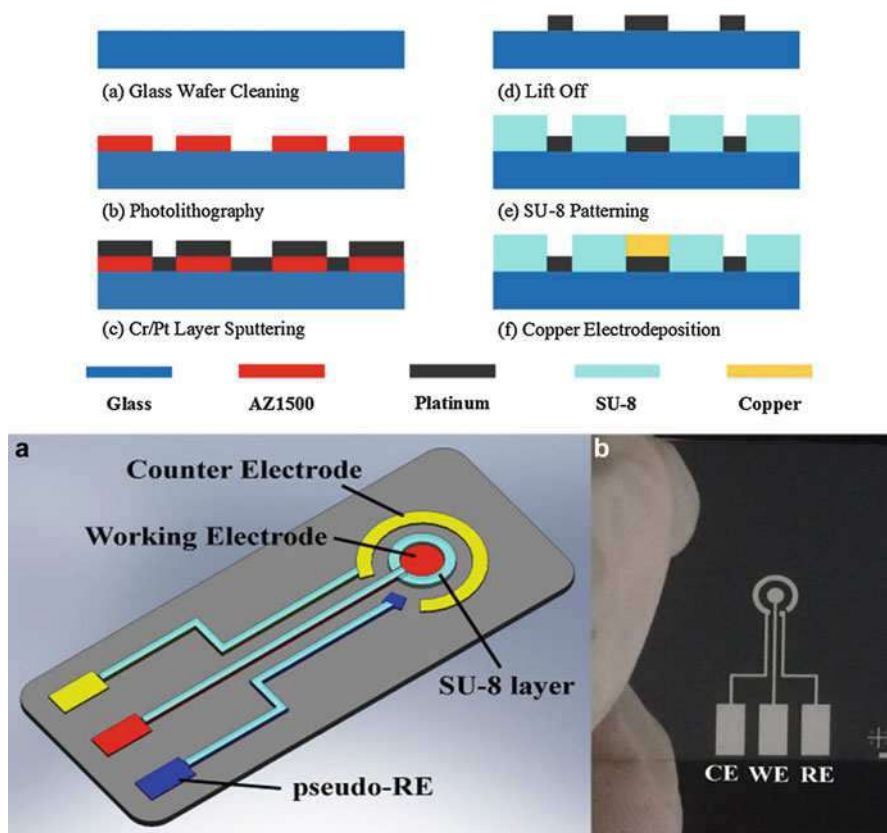 (a) Glass Wafer Cleaning
(b) Photolithography
(c) Cr/Pt Layer Sputtering
(d) Lift Off
(e) SU-8 Patterning
(f) Copper Electrodeposition
Glass
AZ1500
Platinum
SU-8
Copper
a
Counter Electrode
Working Electrode
SU-8 layer
pseudo-RE
b
CE WE RE